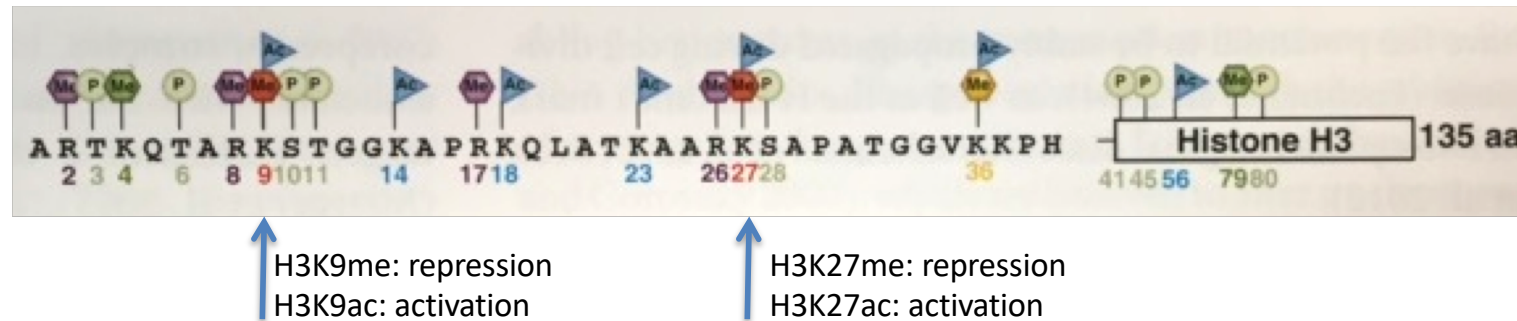 Ac Ac Ac
Me P Me P Me Me P P Ac Me Ac Ac Me Me P Me P P Ac Me P
A R T K Q T A R K S T G G K A P R K Q L A T K A A R K S A P A T G G V K K P H Histone H3 135 aa
2 3 4 6 8 9 10 11 14 17 18 23 26 27 28 36 41 45 56 79 80
H3K9me: repression H3K27me: repression
H3K9ac: activation H3K27ac: activation